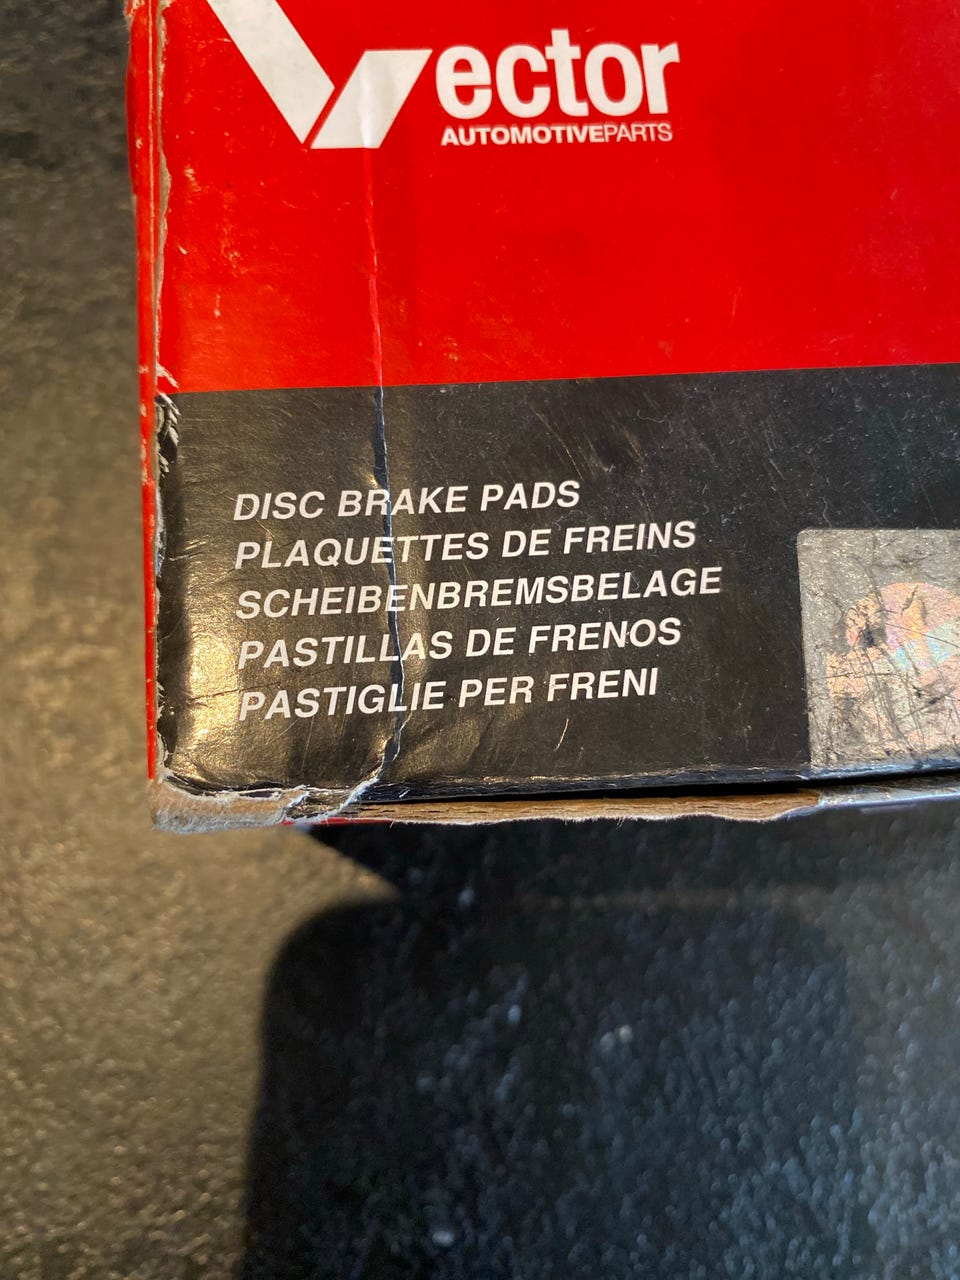 Vector
AUTOMOTIVEPARTS
DISC BRAKE PADS
PLAQUETTES DE FREINS
SCHEIBENBREMSBELAGE
PASTILLAS DE FRENOS
PASTIGLIE PER FRENI